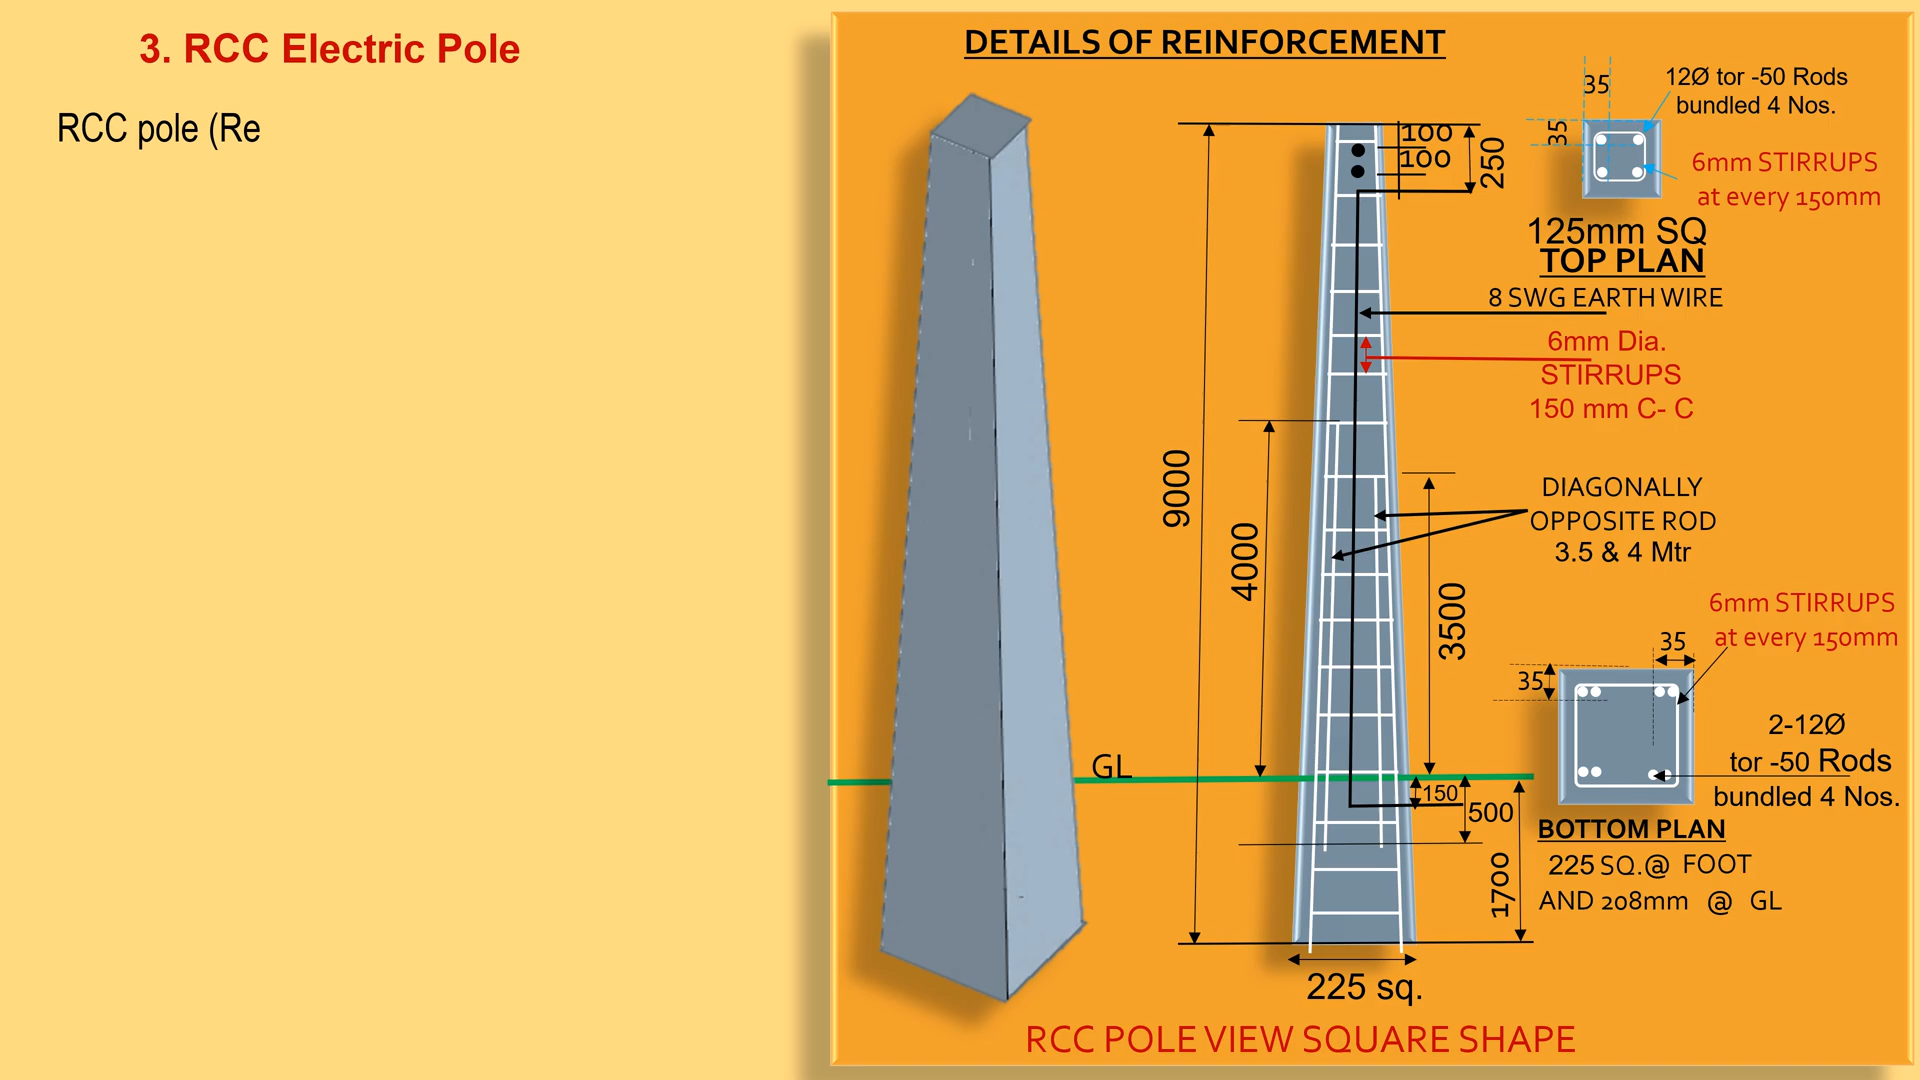 3. RCC Electric Pole
RCC pole (Re
DETAILS OF REINFORCEMENT
35
35
12Ø tor -50 Rods
bundled 4 Nos.
6mm STIRRUPS
at every 150mm
125mm SQ
TOP PLAN
100
100
250
8 SWG EARTH WIRE
6mm Dia.
STIRRUPS
150 mm C- C
9000
4000
3500
DIAGONALLY
OPPOSITE ROD
3.5 & 4 Mtr
6mm STIRRUPS
at every 150mm
35
35
2-12Ø
tor -50 Rods
bundled 4 Nos.
GL
150
500
1700
BOTTOM PLAN
225 SQ.@ FOOT
AND 208mm @ GL
225 sq.
RCC POLE VIEW SQUARE SHAPE